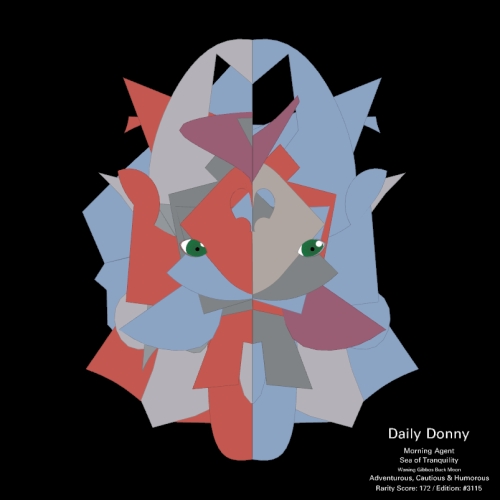 Daily Donny
Morning Agent
Sea of Tranquility
Waning Gibbous Buck Moon
Adventurous, Cautious & Humorous
Rarity Score: 172 / Edition: #3115